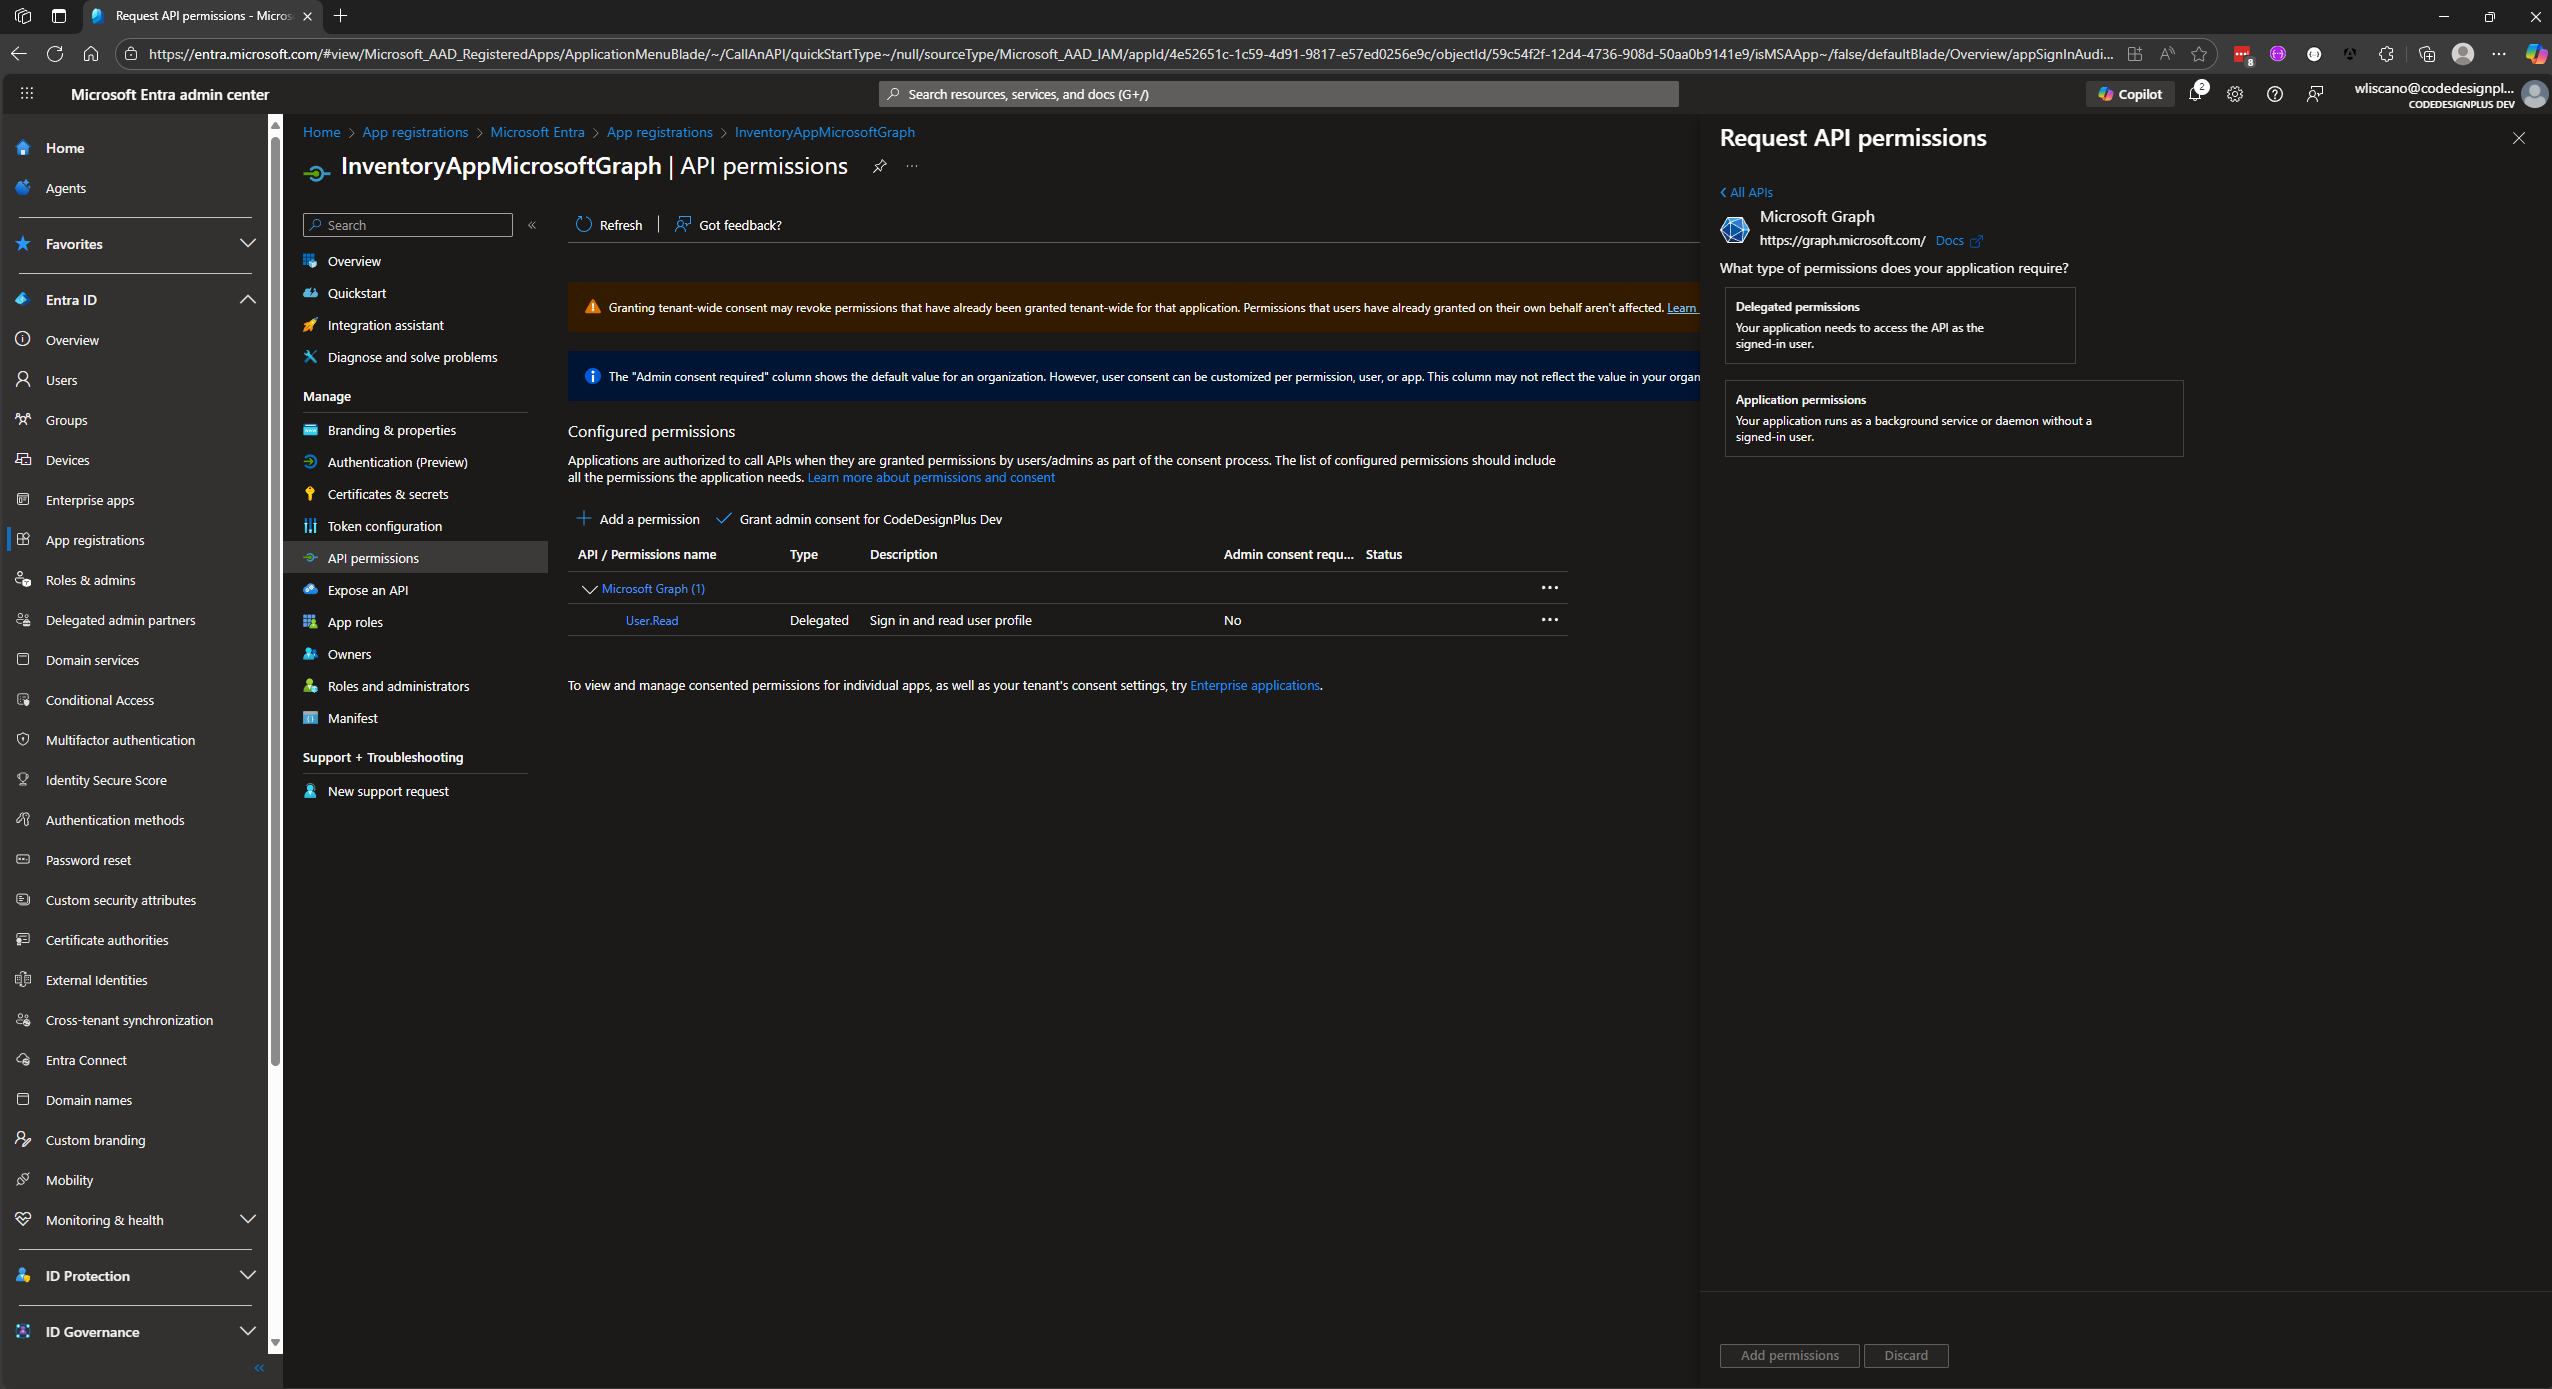 Request API permissions - Micros
https://entra.microsoft.com/#view/Microsoft_AAD_RegisteredApps/ApplicationMenuBlade/~/CallAnAPI/quickStartType~/null/sourceType/Microsoft_AAD_IAM/appId/4e52651c-1c59-4d91-9817-e57ed0256e9c/objectId/59c54f2f-12d4-4736-908d-50aa0b9141e9/isMSAApp~/false/defaultBlade/Overview/appSignInAudi...
8
Microsoft Entra admin center
Search resources, services, and docs (G+/)
Copilot
2
wliscano@codedesignpl...
CODEDESIGNPLUS DEV
Home
Agents
Favorites
Entra ID
Overview
Users
Groups
Devices
Enterprise apps
App registrations
Roles & admins
Delegated admin partners
Domain services
Conditional Access
Multifactor authentication
Identity Secure Score
Authentication methods
Password reset
Custom security attributes
Certificate authorities
External Identities
Cross-tenant synchronization
Entra Connect
Domain names
Custom branding
Mobility
Monitoring & health
ID Protection
ID Governance
Home > App registrations > Microsoft Entra > App registrations > InventoryAppMicrosoftGraph
InventoryAppMicrosoftGraph | API permissions
Search
Overview
Quickstart
Integration assistant
Diagnose and solve problems
Manage
Branding & properties
Authentication (Preview)
Certificates & secrets
Token configuration
API permissions
Expose an API
App roles
Owners
Roles and administrators
Manifest
Support + Troubleshooting
New support request
Refresh
Got feedback?
Granting tenant-wide consent may revoke permissions that have already been granted tenant-wide for that application. Permissions that users have already granted on their own behalf aren't affected. Learn
The "Admin consent required" column shows the default value for an organization. However, user consent can be customized per permission, user, or app. This column may not reflect the value in your organ
Configured permissions
Applications are authorized to call APIs when they are granted permissions by users/admins as part of the consent process. The list of configured permissions should include
all the permissions the application needs. Learn more about permissions and consent
Add a permission
Grant admin consent for CodeDesignPlus Dev
API / Permissions name Type Description Admin consent requ... Status
Microsoft Graph (1)
User.Read Delegated Sign in and read user profile No
To view and manage consented permissions for individual apps, as well as your tenant's consent settings, try Enterprise applications.
Request API permissions
All APIs
Microsoft Graph
https://graph.microsoft.com/ Docs
What type of permissions does your application require?
Delegated permissions
Your application needs to access the API as the
signed-in user.
Application permissions
Your application runs as a background service or daemon without a
signed-in user.
Add permissions
Discard